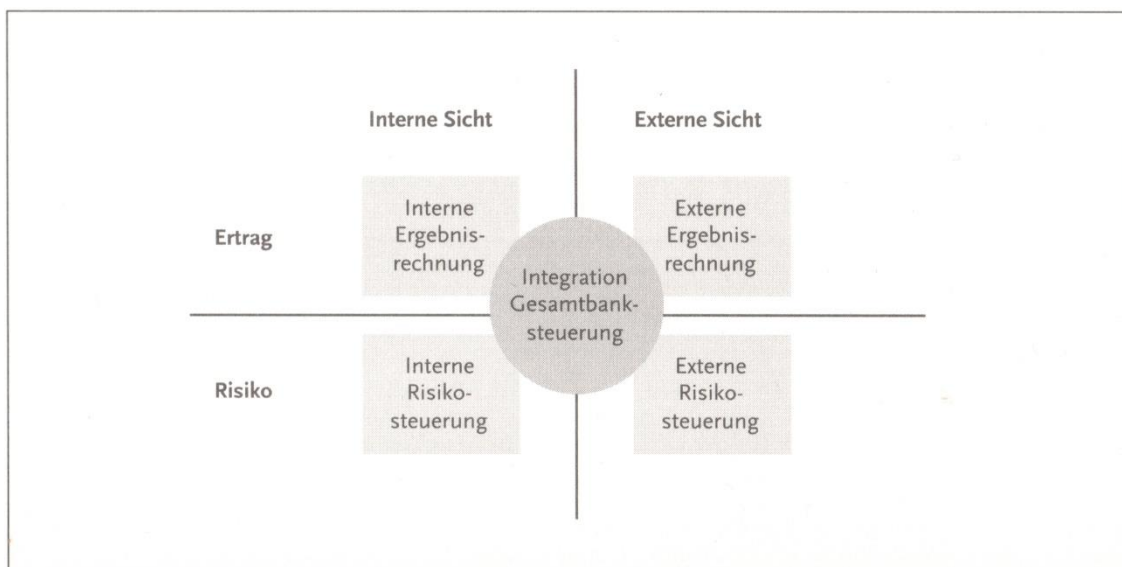 Interne Sicht
Externe Sicht
Ertrag
Interne
Ergebnis-
rechnung
Externe
Ergebnis-
rechnung
Integration
Gesamtbank-
steuerung
Risiko
Interne
Risiko-
steuerung
Externe
Risiko-
steuerung